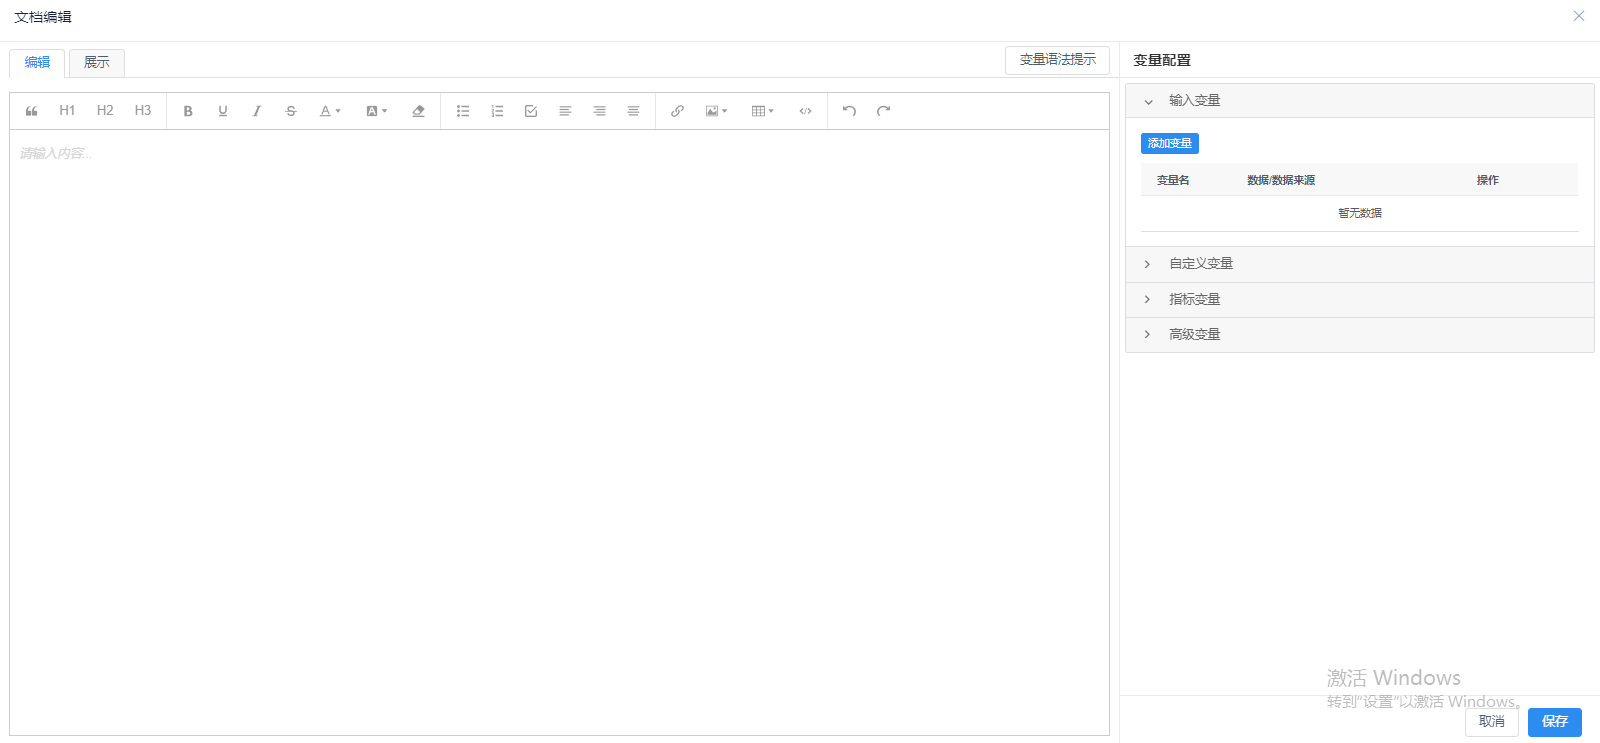 文档编辑
编辑
展示
变量语法提示
H1 H2 H3
请输入内容...
变量配置
输入变量
添加变量
变量名 数据/数据来源 操作
暂无数据
自定义变量
指标变量
高级变量
激活 Windows
转到"设置"以激活 Windows。
取消
保存